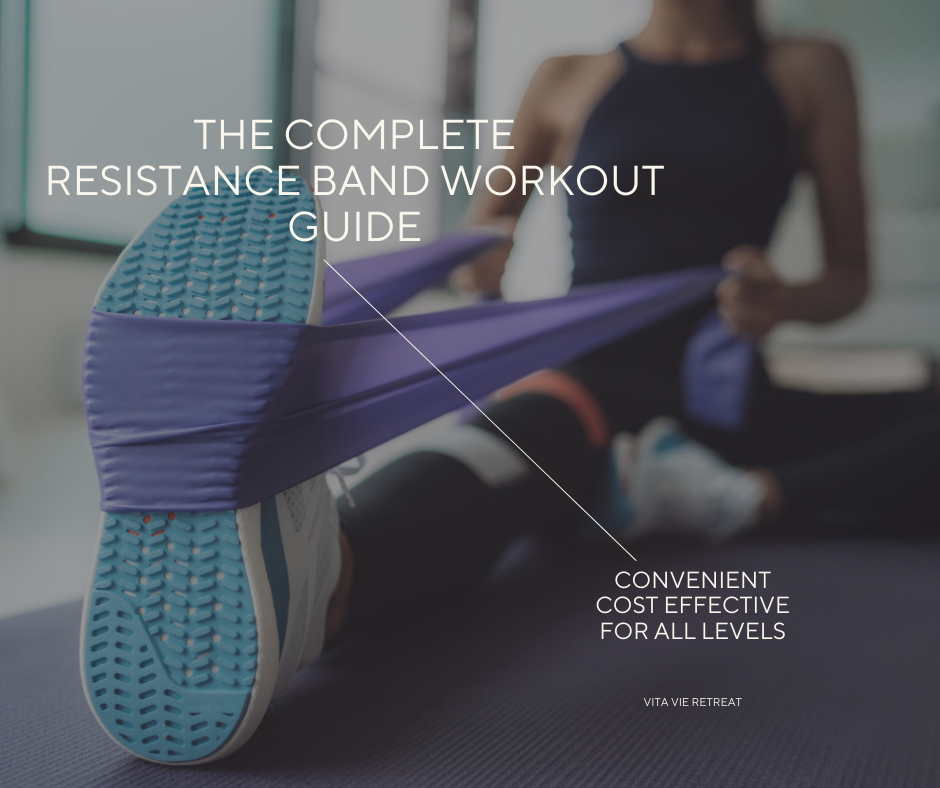 THE COMPLETE
RESISTANCE BAND WORKOUT
GUIDE
CONVENIENT
COST EFFECTIVE
FOR ALL LEVELS
VITA VIE RETREAT